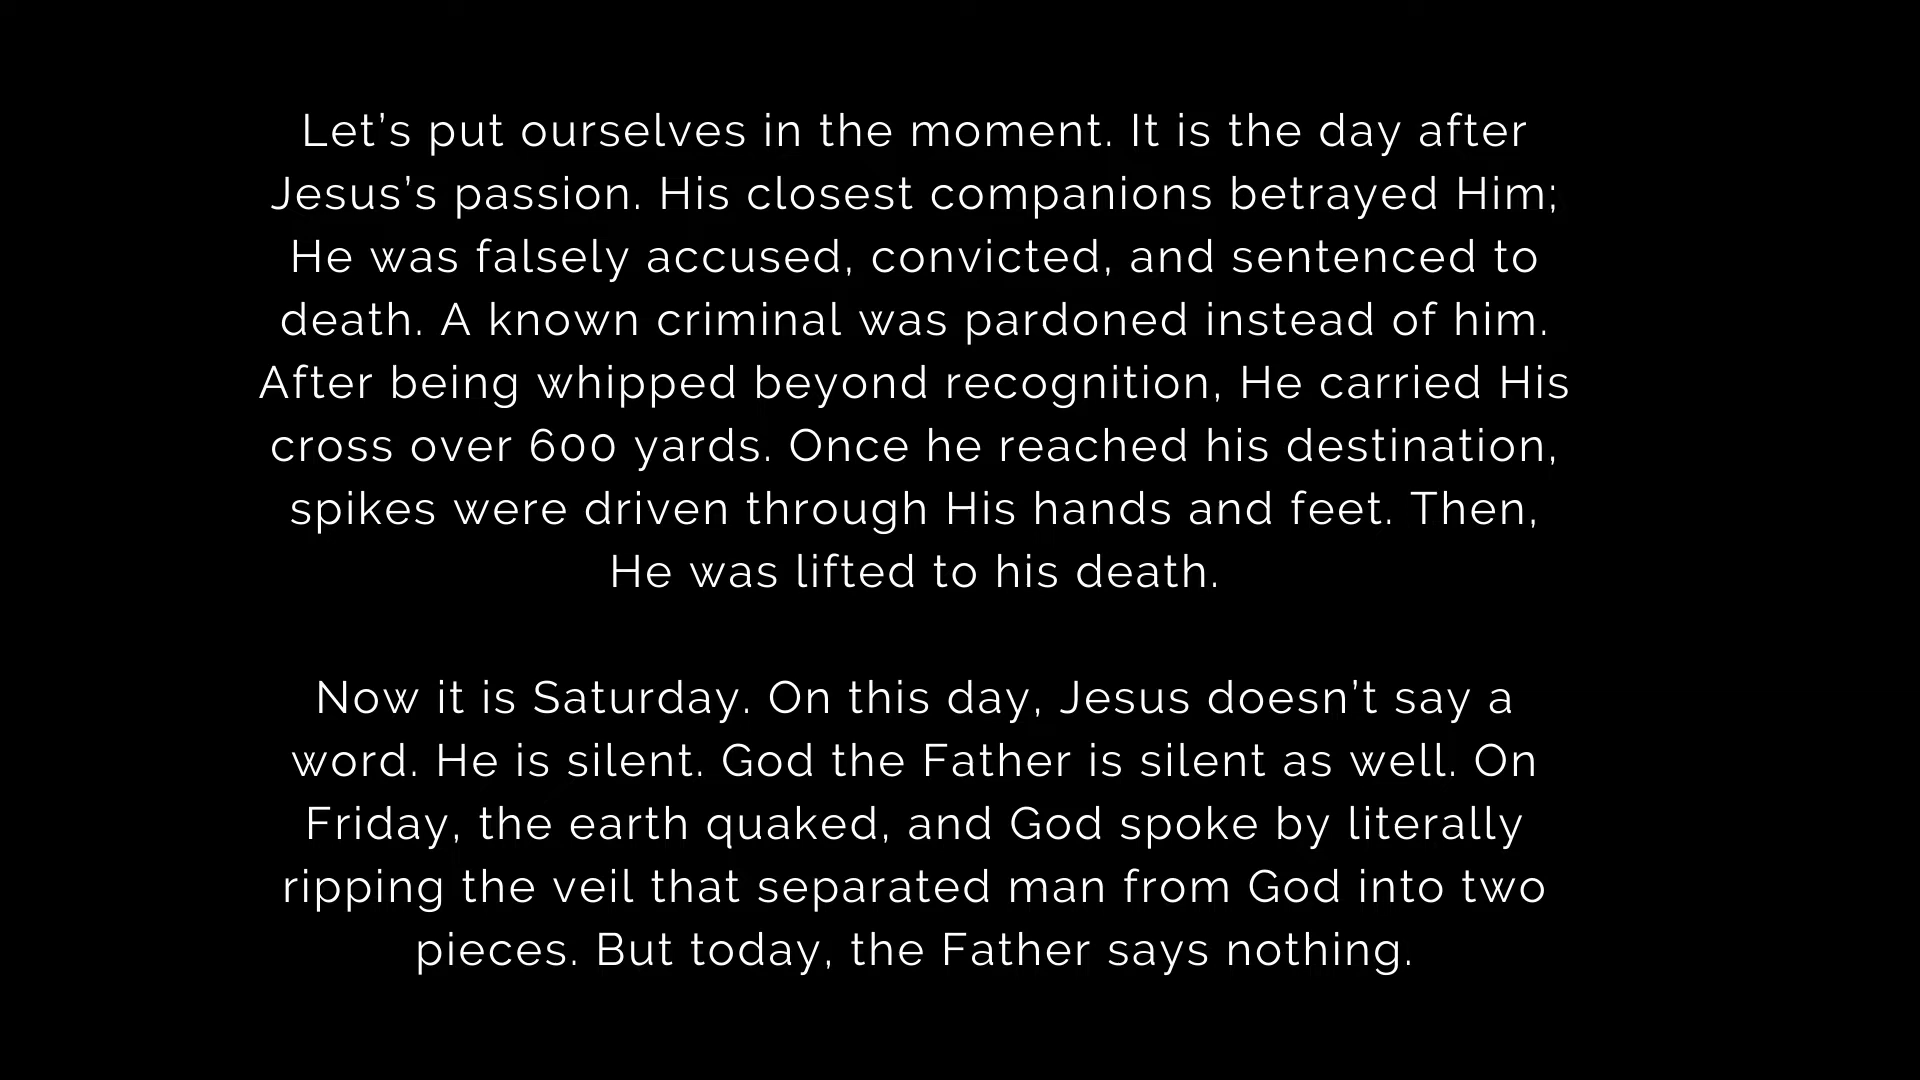 Let’s put ourselves in the moment. It is the day after
Jesus’s passion. His closest companions betrayed Him;
He was falsely accused, convicted, and sentenced to
death. A known criminal was pardoned instead of him.
After being whipped beyond recognition, He carried His
cross over 600 yards. Once he reached his destination,
spikes were driven through His hands and feet. Then,
He was lifted to his death.
Now it is Saturday. On this day, Jesus doesn’t say a
word. He is silent. God the Father is silent as well. On
Friday, the earth quaked, and God spoke by literally
ripping the veil that separated man from God into two
pieces. But today, the Father says nothing.